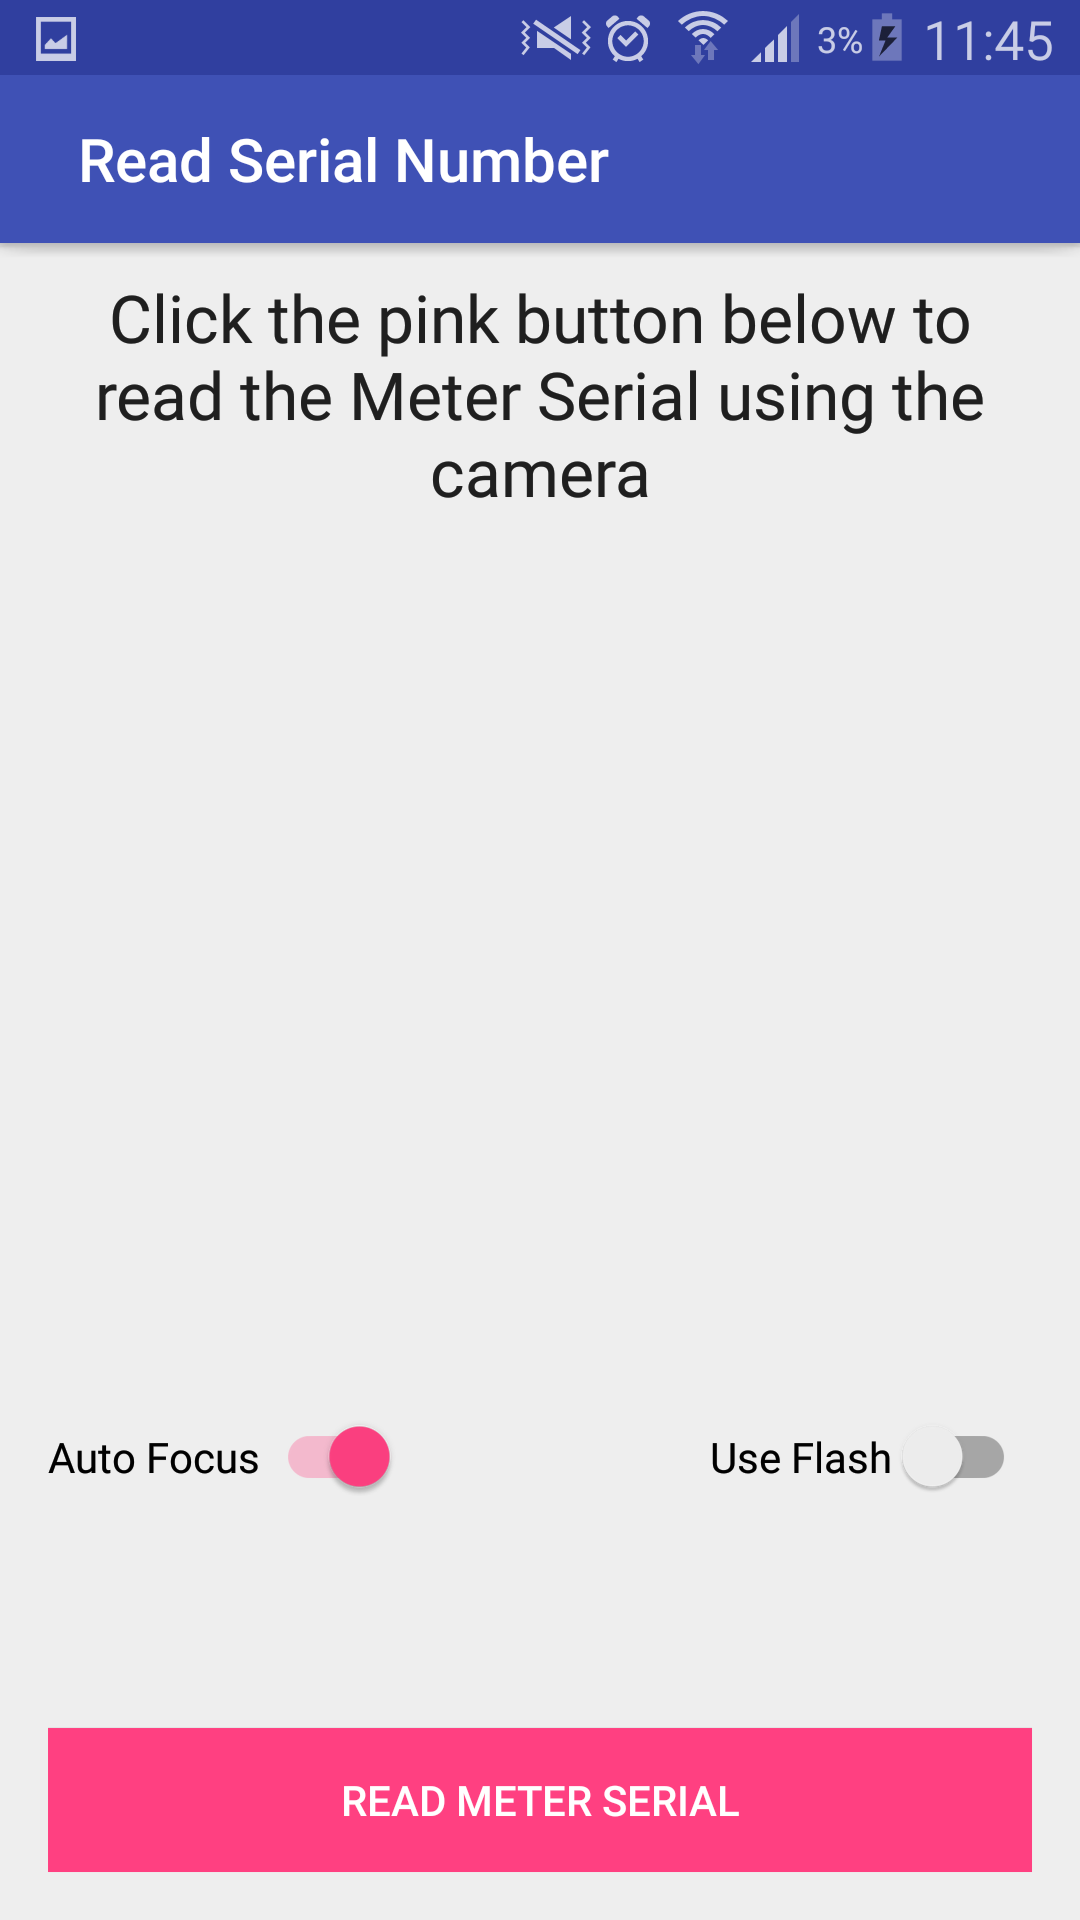 3% 11:45
Read Serial Number
Click the pink button below to
read the Meter Serial using the
camera
Auto Focus Use Flash
READ METER SERIAL